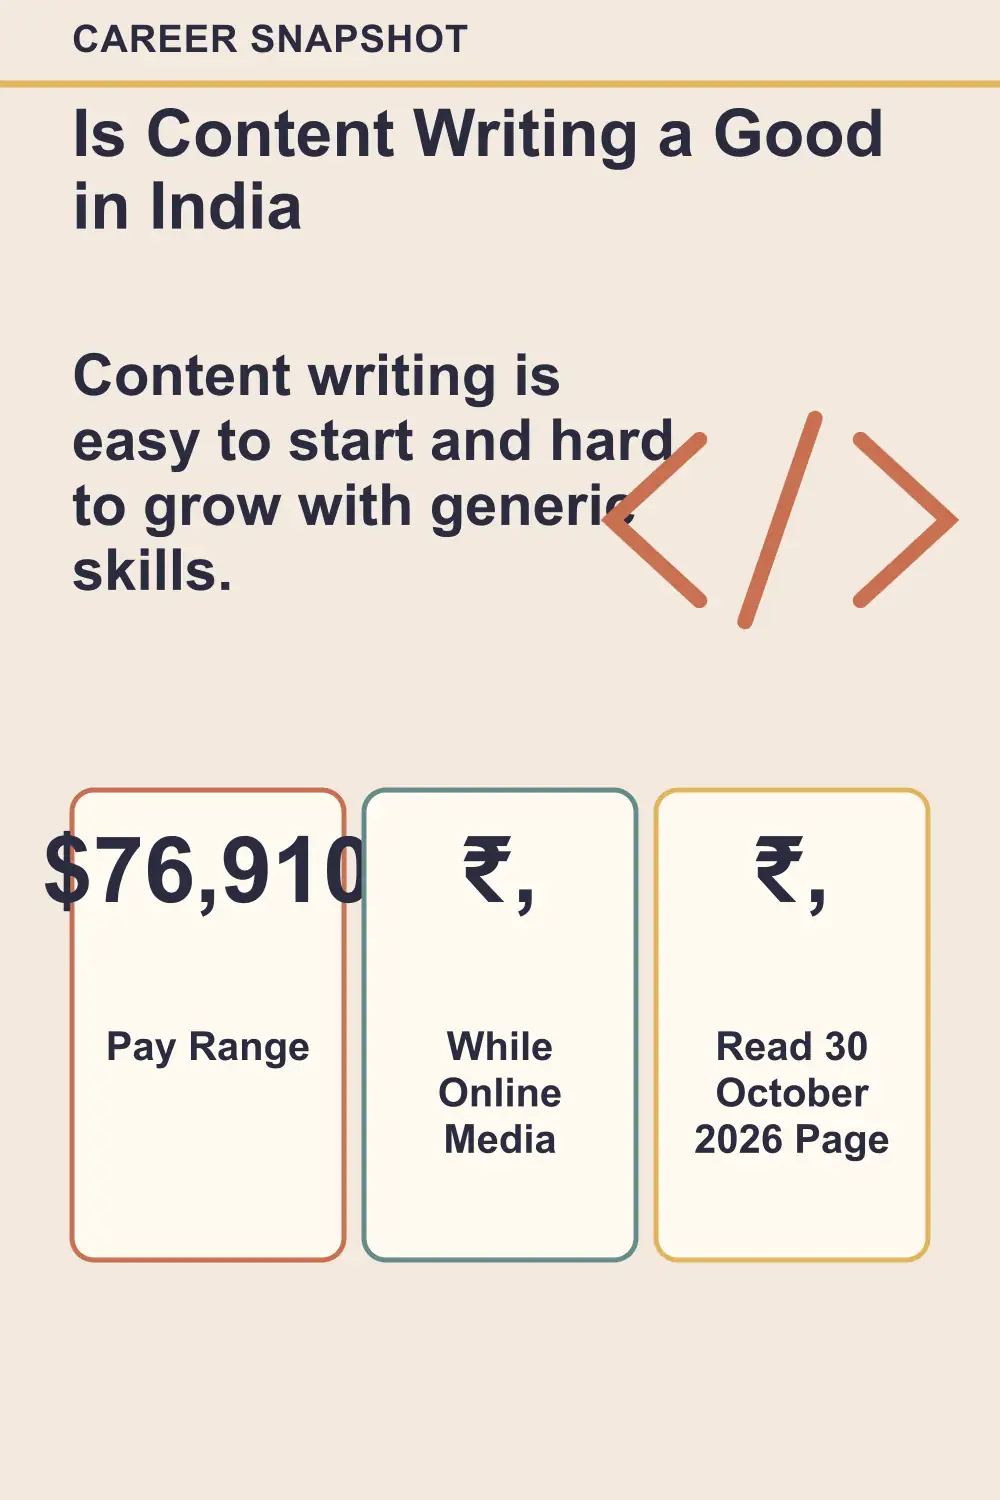 CAREER SNAPSHOT
Is Content Writing a Good
in India
Content writing is
easy to start and hard
to grow with generic
skills.
$76,910
₹,
₹,
Pay Range
While
Online
Media
Read 30
October
2026 Page